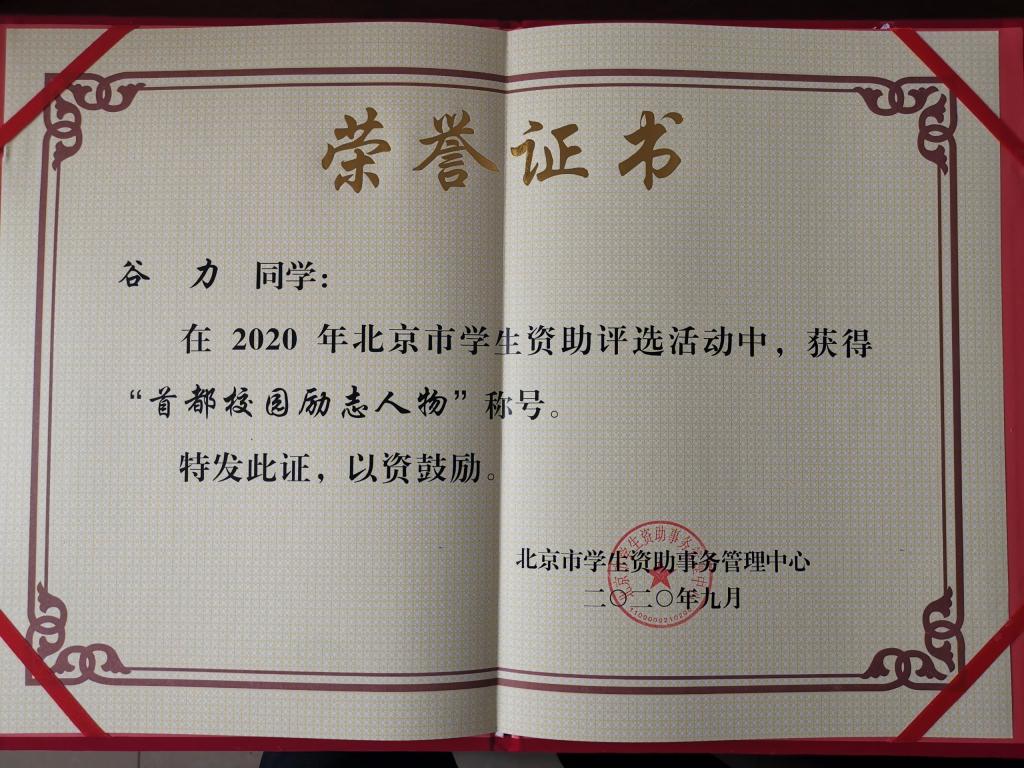 荣誉证书
谷 力 同学：
在 2020 年北京市学生资助评选活动中，获得
“首都校园励志人物”称号。
特发此证，以资鼓励。
北京市学生资助事务管理中心
二〇二〇年九月